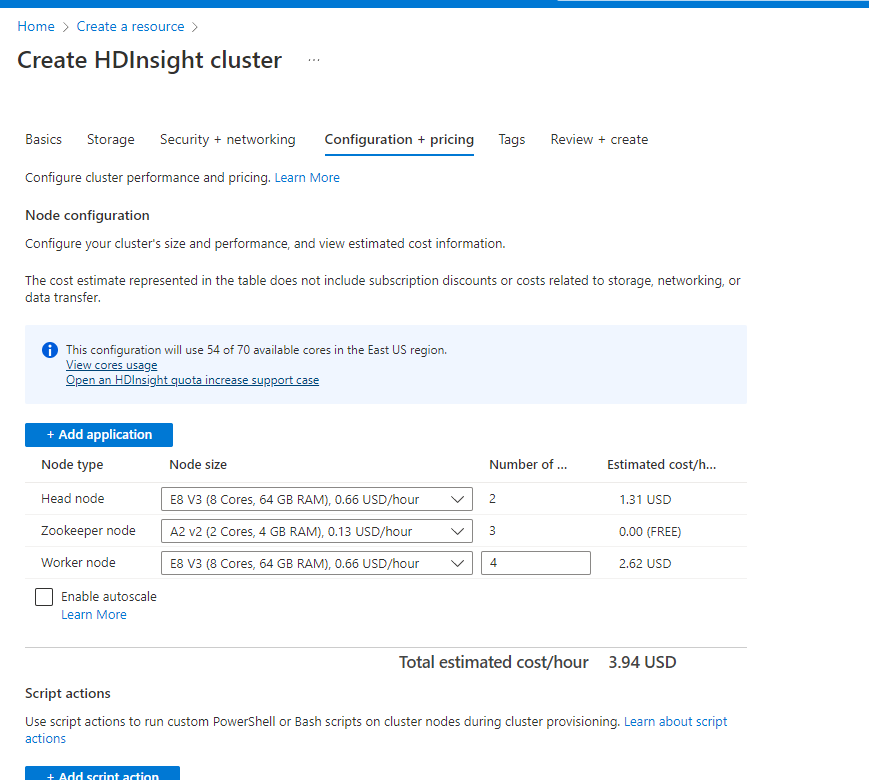 Home > Create a resource >
Create HDInsight cluster ...
Basics Storage Security + networking Configuration + pricing Tags Review + create
Configure cluster performance and pricing. Learn More
Node configuration
Configure your cluster's size and performance, and view estimated cost information.
The cost estimate represented in the table does not include subscription discounts or costs related to storage, networking, or
data transfer.
This configuration will use 54 of 70 available cores in the East US region.
View cores usage
Open an HDInsight quota increase support case
+ Add application
Node type Node size Number of ... Estimated cost/h...
Head node E8 V3 (8 Cores, 64 GB RAM), 0.66 USD/hour 2 1.31 USD
Zookeeper node A2 v2 (2 Cores, 4 GB RAM), 0.13 USD/hour 3 0.00 (FREE)
Worker node E8 V3 (8 Cores, 64 GB RAM), 0.66 USD/hour 4 2.62 USD
Enable autoscale
Learn More
Total estimated cost/hour 3.94 USD
Script actions
Use script actions to run custom PowerShell or Bash scripts on cluster nodes during cluster provisioning. Learn about script
actions
+ Add script action